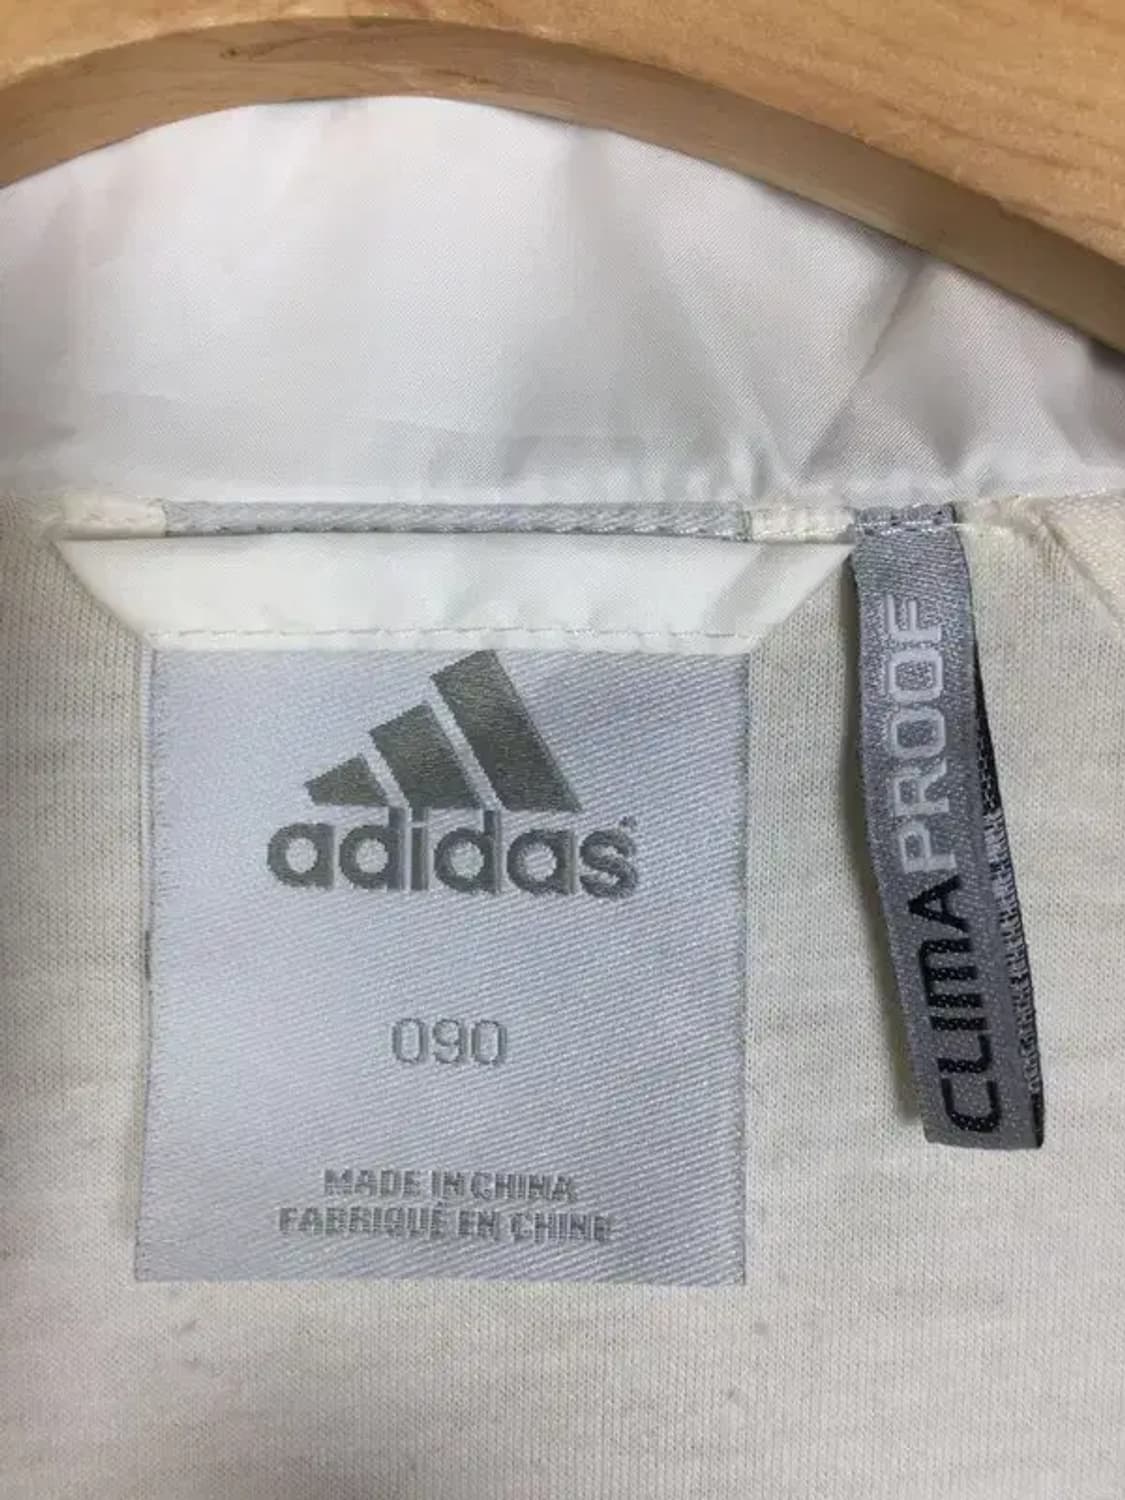 adidas
090
MADE IN CHINA
FABRIQUÉ EN CHINE
CLIMAPROOF